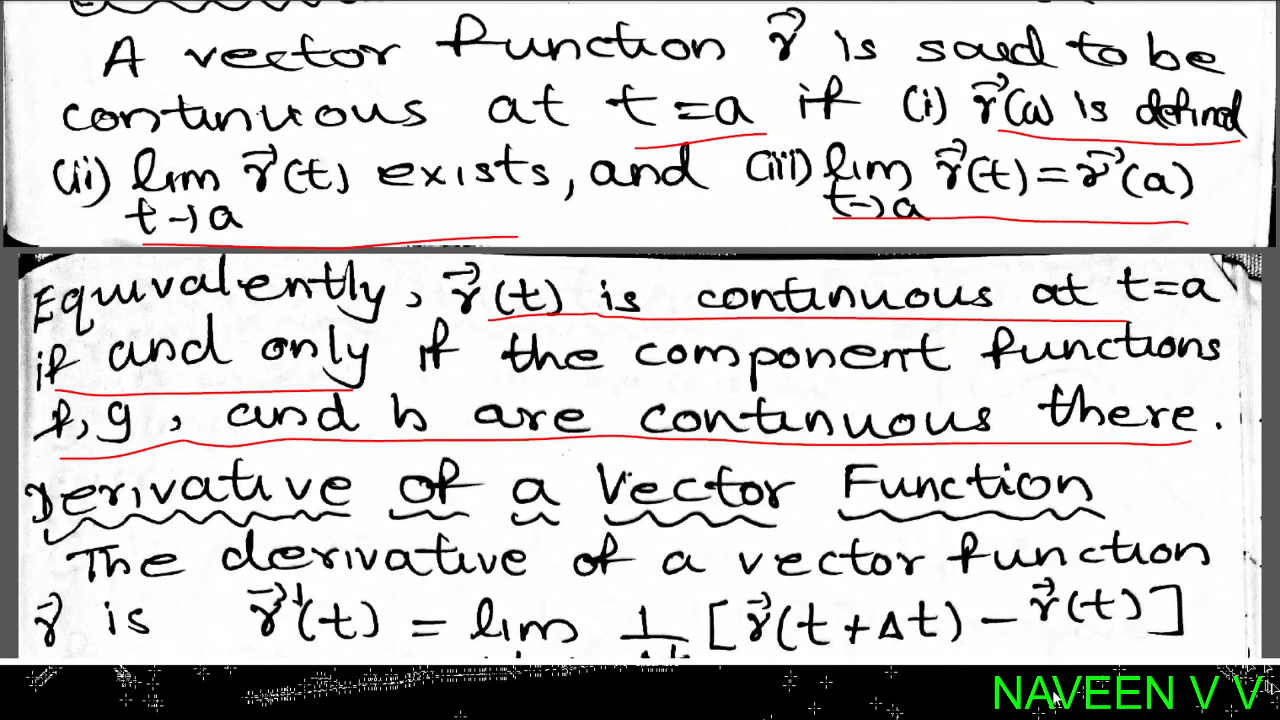 A vector function r⃗ is said to be
continuous at t=a if (i) r⃗(a) is defined
(ii) lim r⃗(t) exists, and (iii) lim r⃗(t)=r⃗(a)
t→a t→a
Equivalently, r⃗(t) is continuous at t=a
if and only if the component functions
f, g, and h are continuous there.
Derivative of a Vector Function
The derivative of a vector function
r⃗ is r⃗'(t) = lim 1 [r⃗(t+Δt) – r⃗(t)]
NAVEEN V V